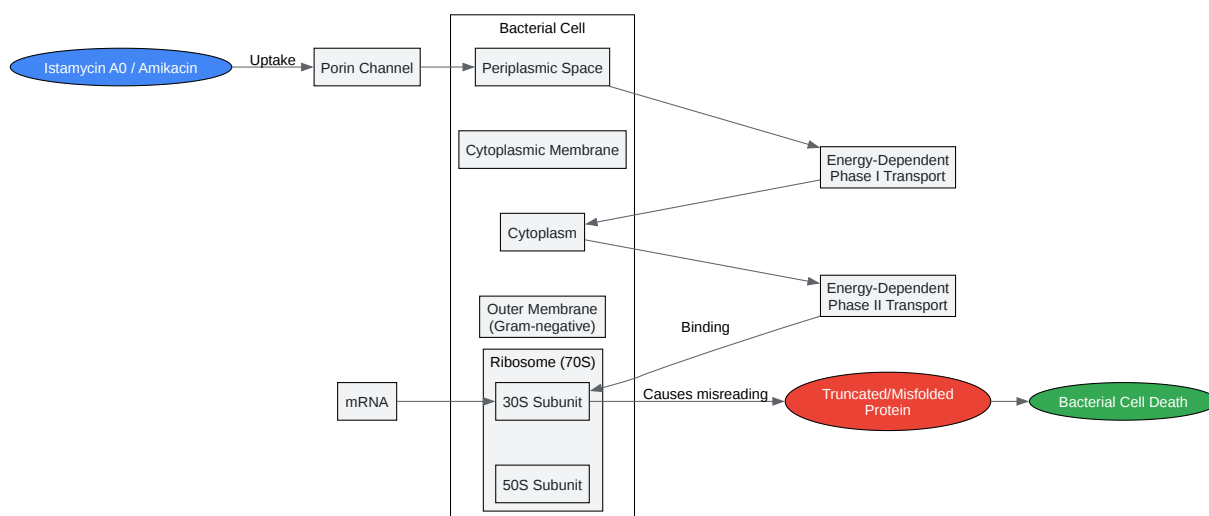 Bacterial Cell
Istamycin A0 / Amikacin
Uptake
Porin Channel
Periplasmic Space
Cytoplasmic Membrane
Energy-Dependent
Phase I Transport
Cytoplasm
Energy-Dependent
Phase II Transport
Outer Membrane
(Gram-negative)
Binding
Ribosome (70S)
mRNA
30S Subunit
Causes misreading
Truncated/Misfolded
Protein
Bacterial Cell Death
50S Subunit